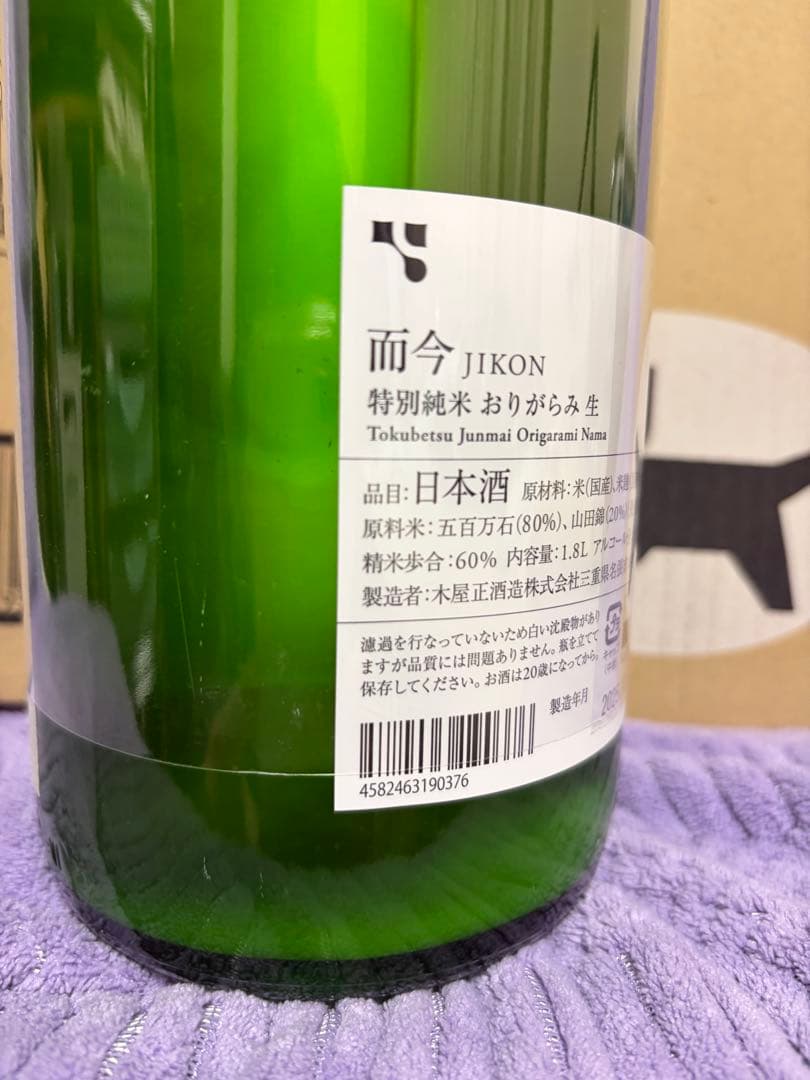 而今 JIKON
特別純米 おりがらみ 生
Tokubetsu Junmai Origarami Nama
品目:日本酒 原材料:米(国産)、米麹
原料米:五百万石(80%)、山田錦(20%)
精米歩合:60% 内容量:1.8L アルコール
製造者:木屋正酒造株式会社三重県名張
濾過を行なっていないため白い沈殿物があり
ますが品質には問題ありません。瓶を立てて
保存してください。お酒は20歳になってから。
製造年月
4582463190376